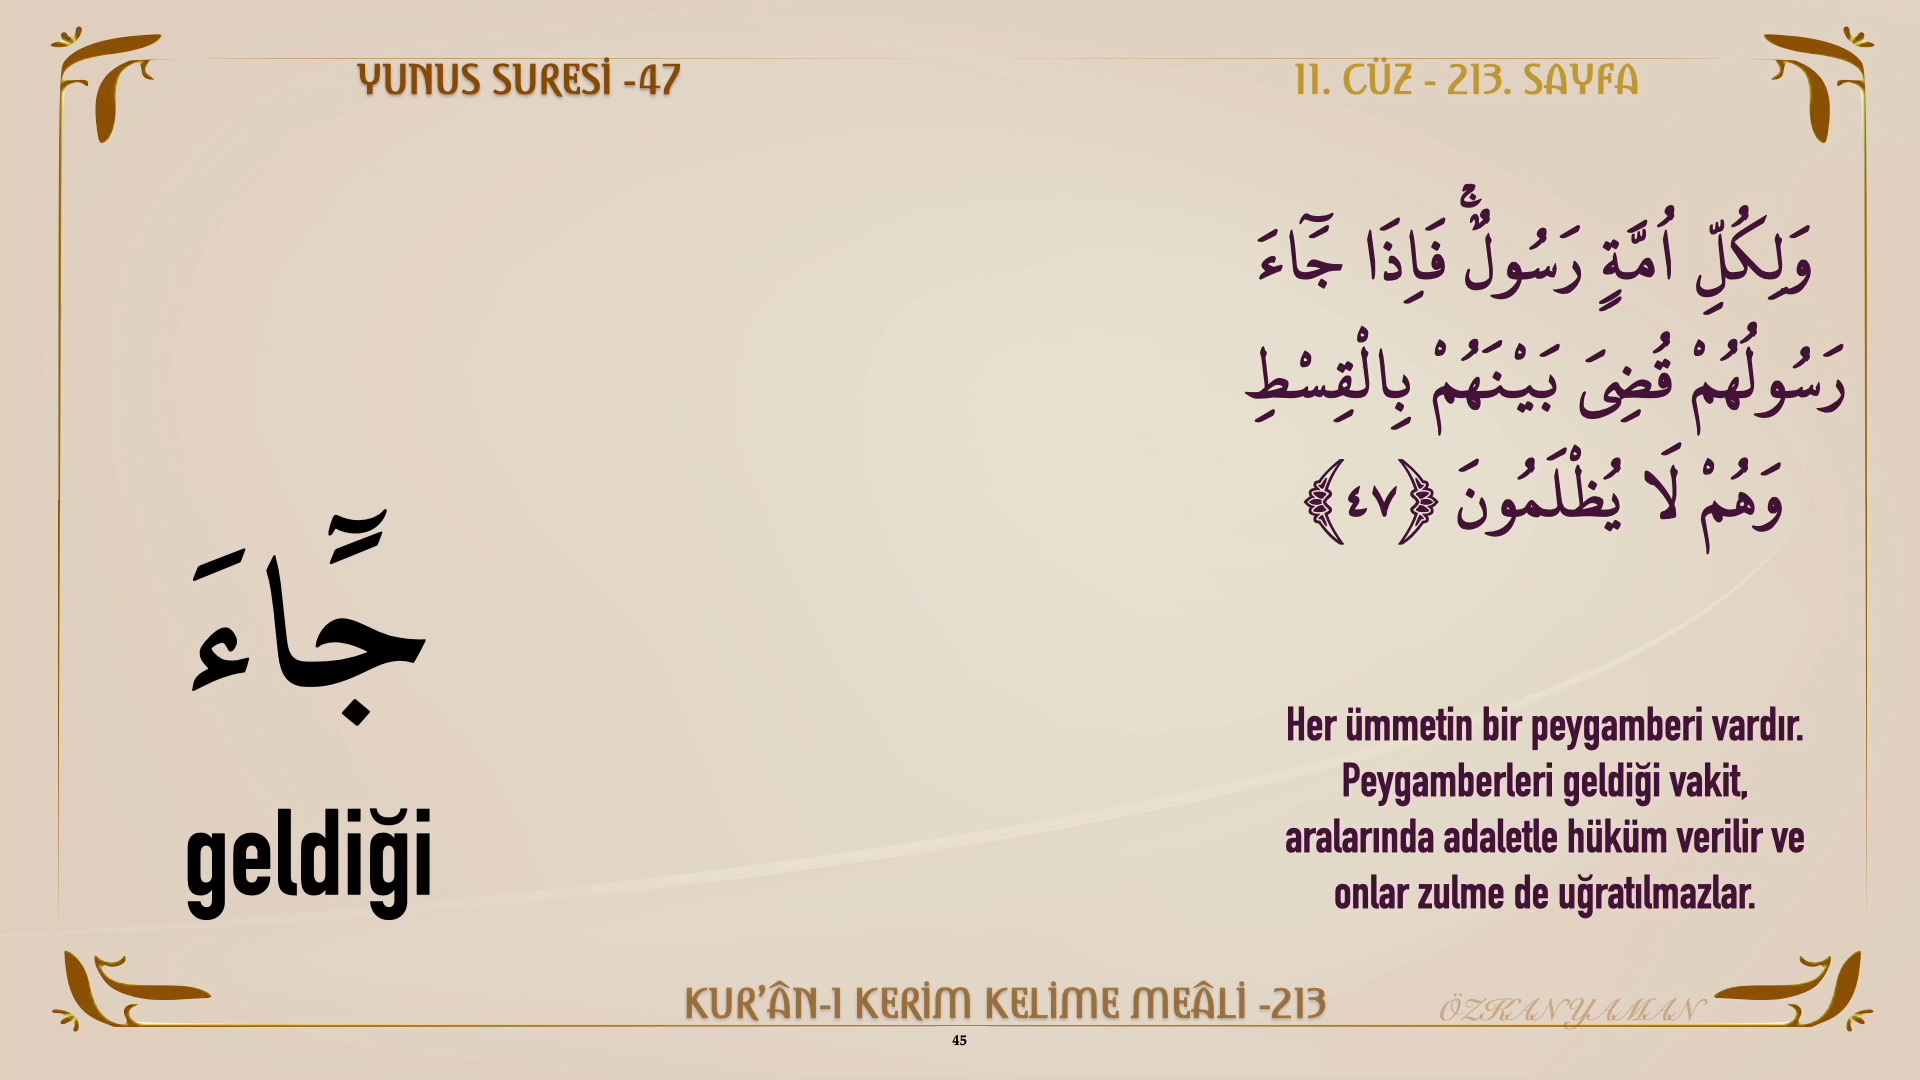 YUNUS SURESİ -47
11. CÜZ - 213. SAYFA
وَلِكُلِّ اُمَّةٍ رَسُولٌۚ فَاِذَا جَٓاءَ
رَسُولُهُمْ قُضِىَ بَيْنَهُمْ بِالْقِسْطِ
وَهُمْ لَا يُظْلَمُونَ ﴿٤٧﴾
جَٓاءَ
geldiği
Her ümmetin bir peygamberi vardır.
Peygamberleri geldiği vakit,
aralarında adaletle hüküm verilir ve
onlar zulme de uğratılmazlar.
KUR'ÂN-I KERİM KELİME MEÂLİ -213
ÖZKAN YAMAN
45